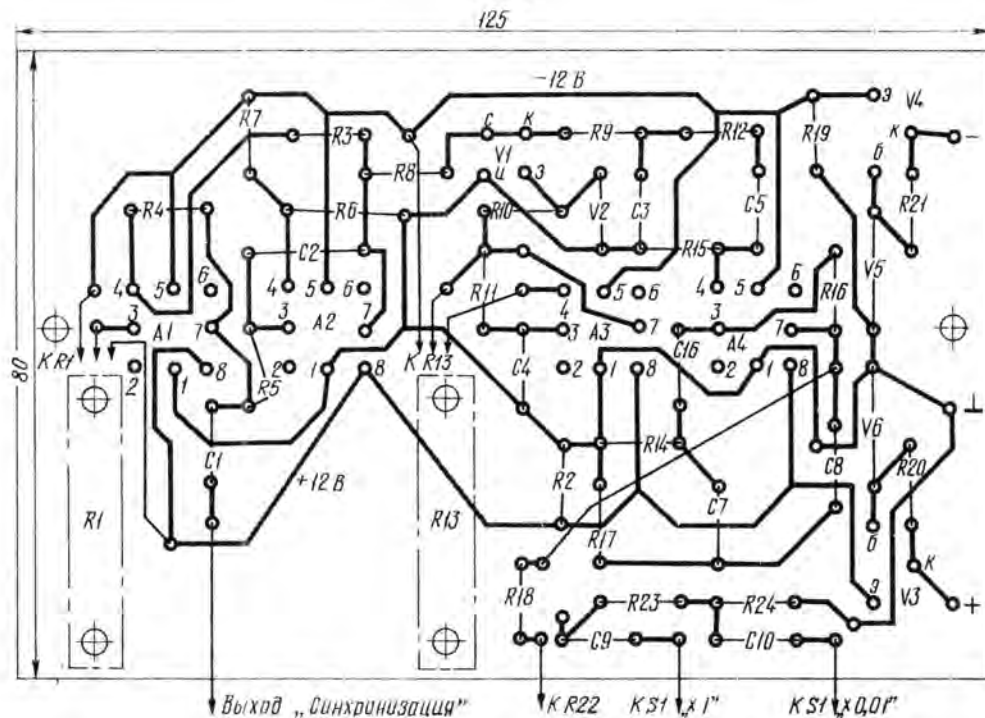 125
80
−12 В
Э V4
С К
R7 R3 R9 R12 R19 К −
R8 V1 б
И Э
R4 R6 R10 V2 C3 C5 R21
C2 R15
6 6 V5
4 5 4 5 6 R11 5 6 4 5 R16
4
3 3 7 3 7
A1 7 A2 3 A3 C16 A4
К R1 К R13
2 1 8 R5 2 1 8 C4 2 1 8 2 1 8
⊥
R14 V6
C1 +12 В R2 C8 R20
R1 R13 C7
R17 б
К
R18 R23 R24 Э V3 +
C9 C10
Выход „Синхронизация" К R22 К S1 „×1" К S1 „×0,01"